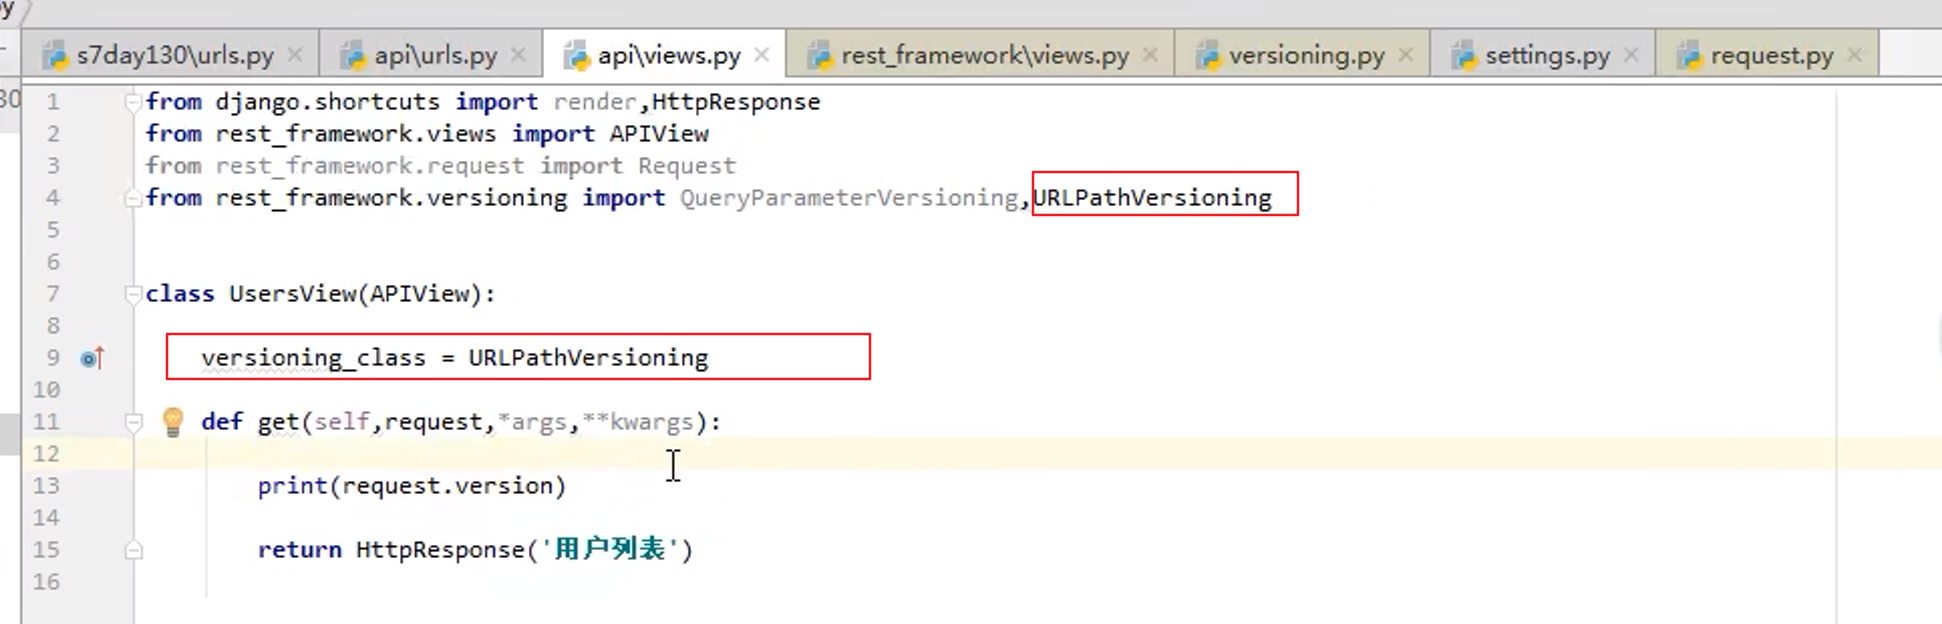 py
s7day130\urls.py
api\urls.py
api\views.py
rest_framework\views.py
versioning.py
settings.py
request.py
30
1 from django.shortcuts import render,HttpResponse
2 from rest_framework.views import APIView
3 from rest_framework.request import Request
4 from rest_framework.versioning import QueryParameterVersioning,URLPathVersioning
5
6
7 class UsersView(APIView):
8
9 versioning_class = URLPathVersioning
10
11 def get(self,request,*args,**kwargs):
12
13 print(request.version)
14
15 return HttpResponse('用户列表')
16